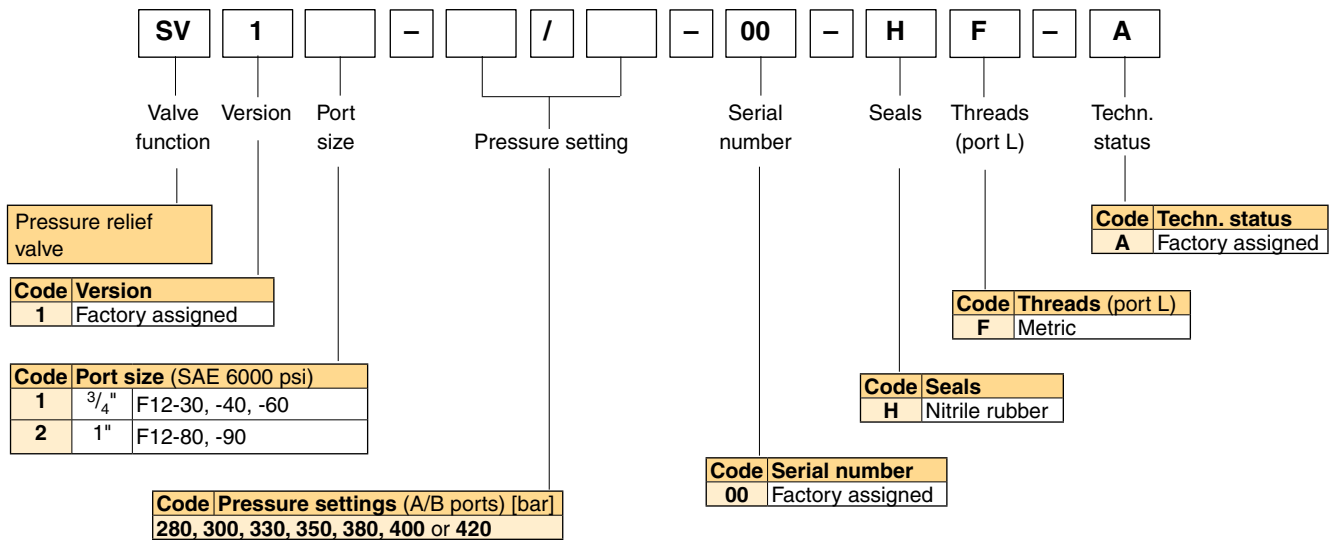 SV 1 – / – 00 – H F – A
Valve Version Port Serial Seals Threads Techn.
function size Pressure setting number (port L) status
Pressure relief
valve
Code Techn. status
A Factory assigned
Code Version
1 Factory assigned
Code Threads (port L)
F Metric
Code Port size (SAE 6000 psi)
1 3/4" F12-30, -40, -60
2 1" F12-80, -90
Code Seals
H Nitrile rubber
Code Serial number
00 Factory assigned
Code Pressure settings (A/B ports) [bar]
280, 300, 330, 350, 380, 400 or 420